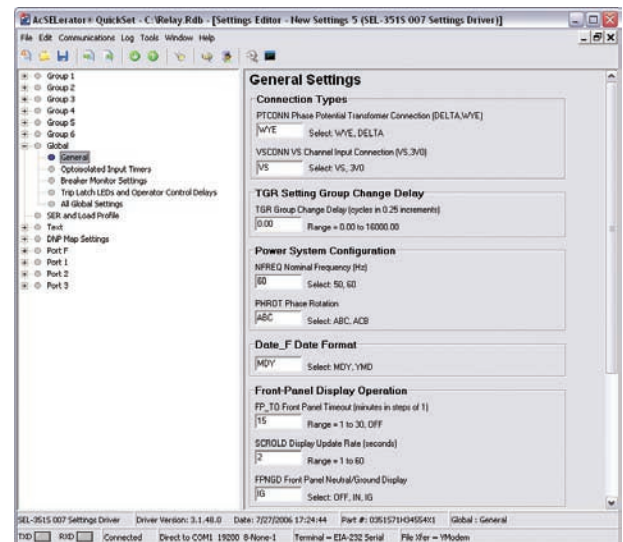 AcSELerator® QuickSet - C:\Relay.Rdb - [Settings Editor - New Settings 5 (SEL-351S 007 Settings Driver)]
File Edit Communications Log Tools Window Help
Group 1
Group 2
Group 3
Group 4
Group 5
Group 6
Global
General
Optoisolated Input Timers
Breaker Monitor Settings
Trip Latch LEDs and Operator Control Delays
All Global Settings
SER and Load Profile
Text
DNP Map Settings
Port F
Port 1
Port 2
Port 3
General Settings
Connection Types
PTCONN Phase Potential Transformer Connection (DELTA,WYE)
WYE Select: WYE, DELTA
VSCONN VS Channel Input Connection (VS,3V0)
VS Select: VS, 3V0
TGR Setting Group Change Delay
TGR Group Change Delay (cycles in 0.25 increments)
0.00 Range = 0.00 to 16000.00
Power System Configuration
NFREQ Nominal Frequency (Hz)
60 Select: 50, 60
PHROT Phase Rotation
ABC Select: ABC, ACB
Date_F Date Format
MDY Select: MDY, YMD
Front-Panel Display Operation
FP_TO Front Panel Timeout (minutes in steps of 1)
15 Range = 1 to 30, OFF
SCROLD Display Update Rate (seconds)
2 Range = 1 to 60
FPNGD Front Panel Neutral/Ground Display
IG Select: OFF, IN, IG
SEL-351S 007 Settings Driver Driver Version: 3.1.48.0 Date: 7/27/2006 17:24:44 Part #: 0351S71H34554X1 Global : General
TXD RXD Connected Direct to COM1 19200 8-None-1 Terminal = EIA-232 Serial File Xfer = YModem